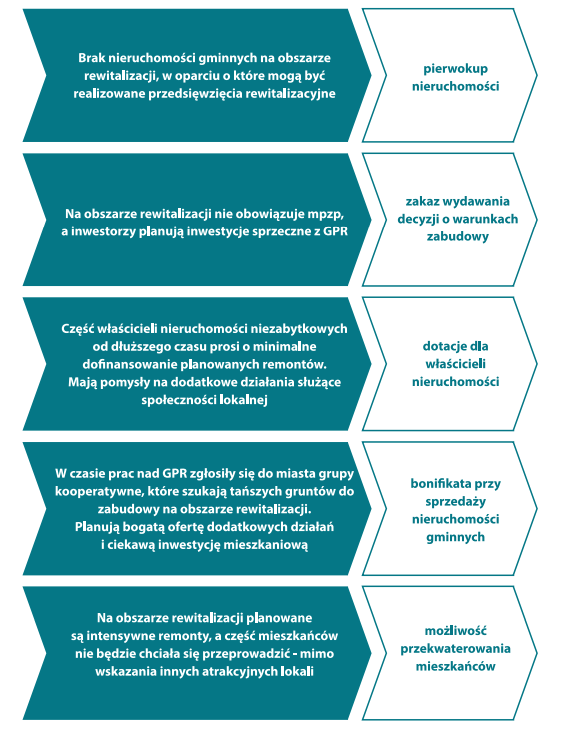 Brak nieruchomości gminnych na obszarze
rewitalizacji, w oparciu o które mogą być
realizowane przedsięwzięcia rewitalizacyjne
pierwokup
nieruchomości
Na obszarze rewitalizacji nie obowiązuje mpzp,
a inwestorzy planują inwestycje sprzeczne z GPR
zakaz wydawania
decyzji o warunkach
zabudowy
Część właścicieli nieruchomości niezabytkowych
od dłuższego czasu prosi o minimalne
dofinansowanie planowanych remontów.
Mają pomysły na dodatkowe działania służące
społeczności lokalnej
dotacje dla
właścicieli
nieruchomości
W czasie prac nad GPR zgłosiły się do miasta grupy
kooperatywne, które szukają tańszych gruntów do
zabudowy na obszarze rewitalizacji.
Planują bogatą ofertę dodatkowych działań
i ciekawą inwestycję mieszkaniową
bonifikata przy
sprzedaży
nieruchomości
gminnych
Na obszarze rewitalizacji planowane
są intensywne remonty, a część mieszkańców
nie będzie chciała się przeprowadzić - mimo
wskazania innych atrakcyjnych lokali
możliwość
przekwaterowania
mieszkańców